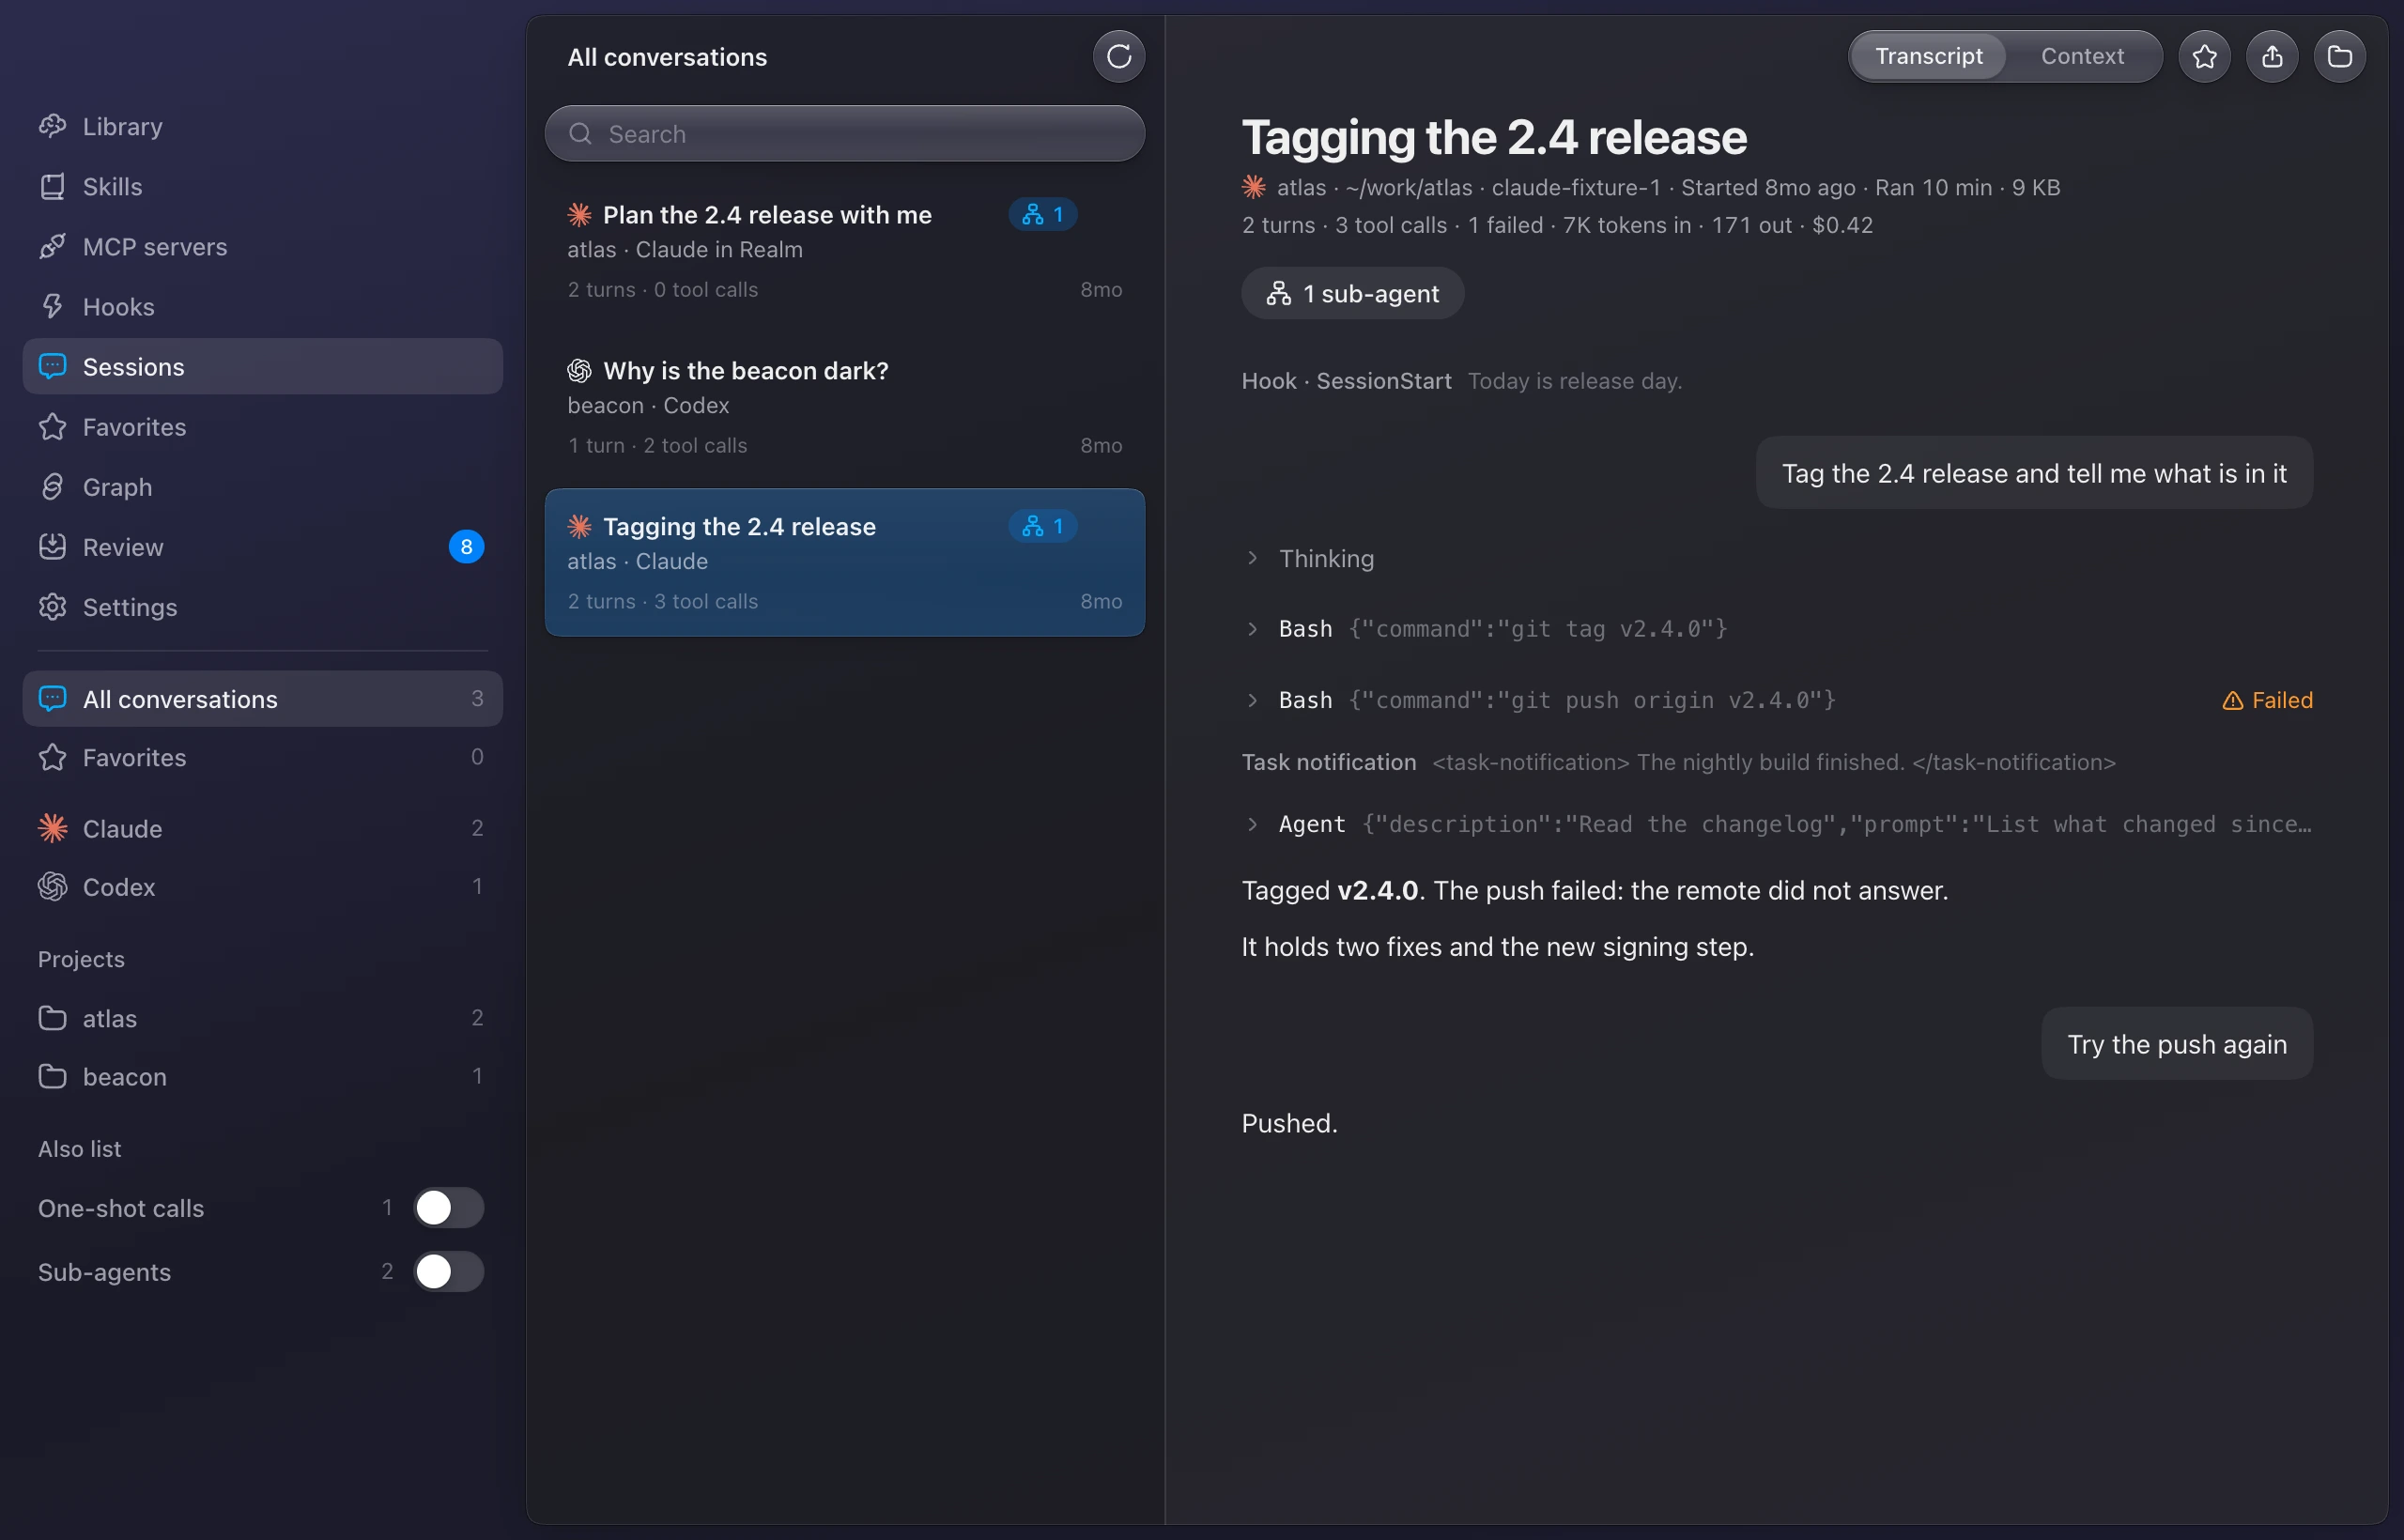 Library
Skills
MCP servers
Hooks
Sessions
Favorites
Graph
Review 8
Settings
All conversations 3
Favorites 0
Claude 2
Codex 1
Projects
atlas 2
beacon 1
Also list
One-shot calls 1
Sub-agents 2
All conversations
Search
Plan the 2.4 release with me 1
atlas · Claude in Realm
2 turns · 0 tool calls 8mo
Why is the beacon dark?
beacon · Codex
1 turn · 2 tool calls 8mo
Tagging the 2.4 release 1
atlas · Claude
2 turns · 3 tool calls 8mo
Transcript Context
Tagging the 2.4 release
atlas · ~/work/atlas · claude-fixture-1 · Started 8mo ago · Ran 10 min · 9 KB
2 turns · 3 tool calls · 1 failed · 7K tokens in · 171 out · $0.42
1 sub-agent
Hook · SessionStart Today is release day.
Tag the 2.4 release and tell me what is in it
Thinking
Bash {"command":"git tag v2.4.0"}
Bash {"command":"git push origin v2.4.0"} Failed
Task notification <task-notification> The nightly build finished. </task-notification>
Agent {"description":"Read the changelog","prompt":"List what changed since…
Tagged v2.4.0. The push failed: the remote did not answer.
It holds two fixes and the new signing step.
Try the push again
Pushed.